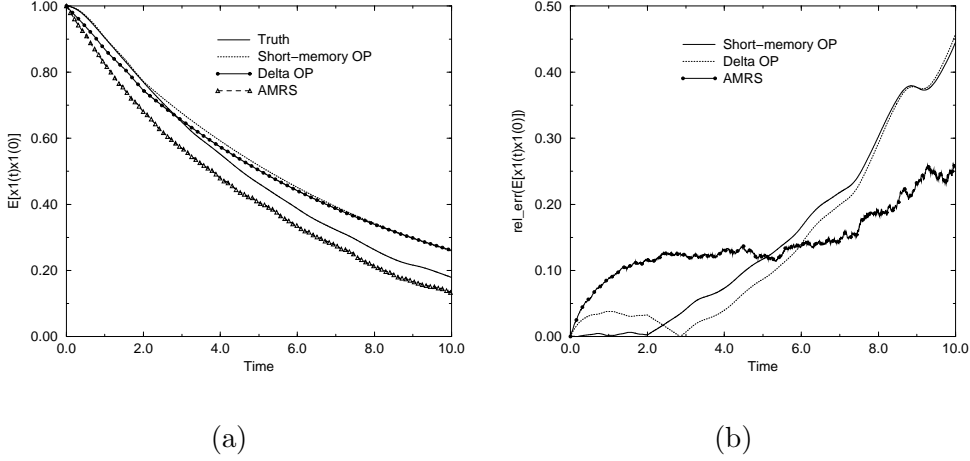 1.00
0.80
0.60
0.40
0.20
0.00
E[x1(t)x1(0)]
Truth
Short−memory OP
Delta OP
AMRS
0.0 2.0 4.0 6.0 8.0 10.0
Time
(a)
0.50
0.40
0.30
0.20
0.10
0.00
rel_err(E[x1(t)x1(0)])
Short−memory OP
Delta OP
AMRS
0.0 2.0 4.0 6.0 8.0 10.0
Time
(b)